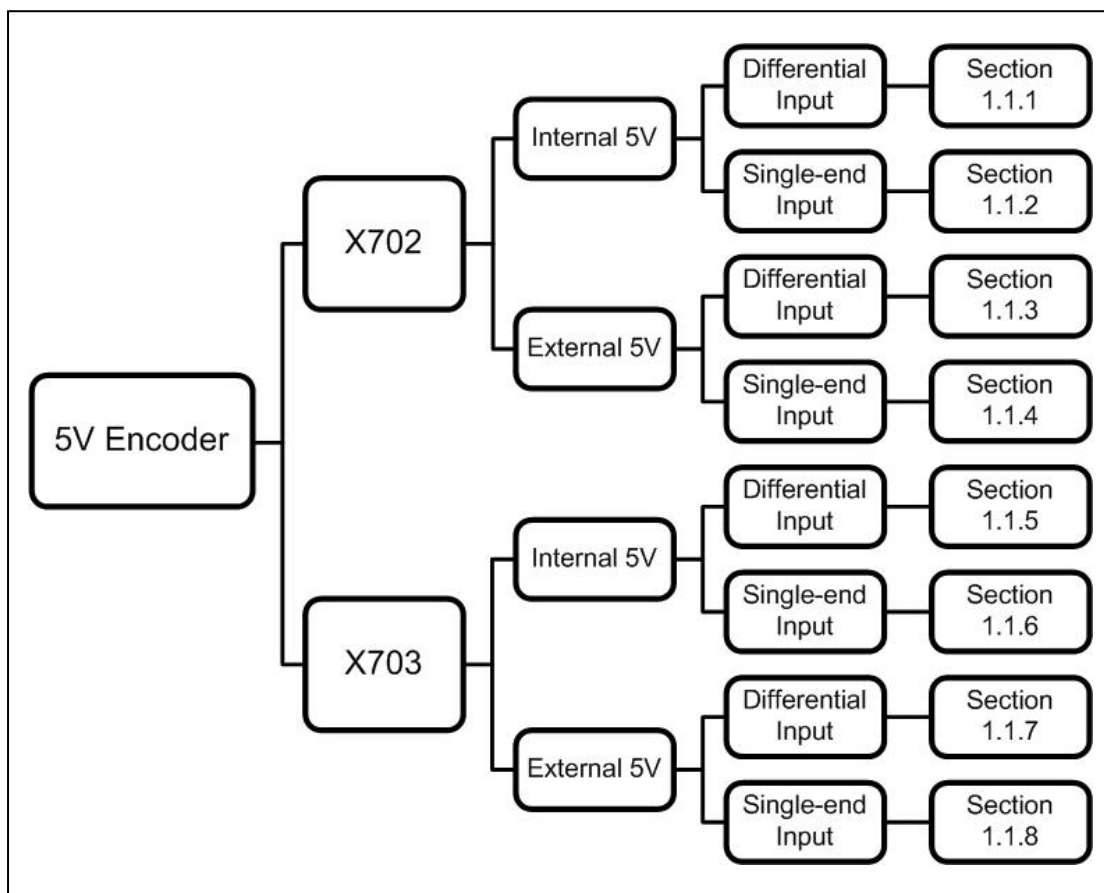 5V Encoder
X702
Internal 5V
Differential
Input
Section
1.1.1
Single-end
Input
Section
1.1.2
External 5V
Differential
Input
Section
1.1.3
Single-end
Input
Section
1.1.4
X703
Internal 5V
Differential
Input
Section
1.1.5
Single-end
Input
Section
1.1.6
External 5V
Differential
Input
Section
1.1.7
Single-end
Input
Section
1.1.8